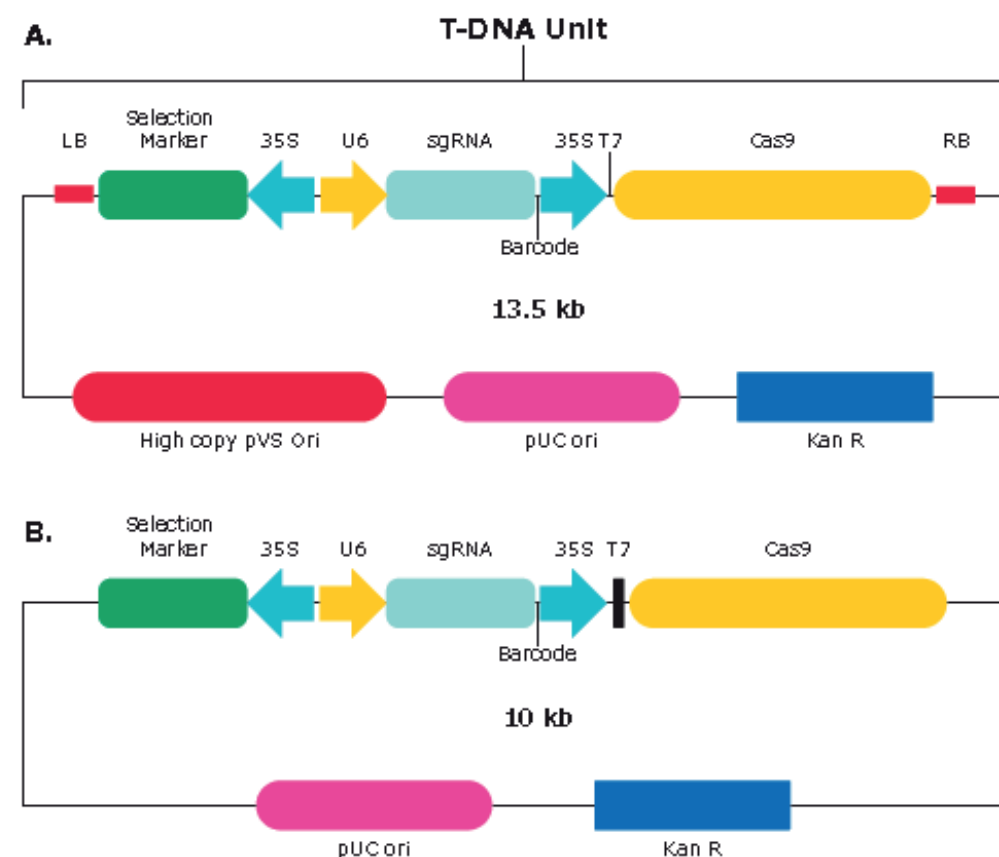 T-DNA Unit
A.
Selection
LB Marker 35S U6 sgRNA 35S T7 Cas9 RB
Barcode
13.5 kb
High copy pVS Ori pUC ori Kan R
B.
Selection
Marker 35S U6 sgRNA 35S T7 Cas9
Barcode
10 kb
pUC ori Kan R